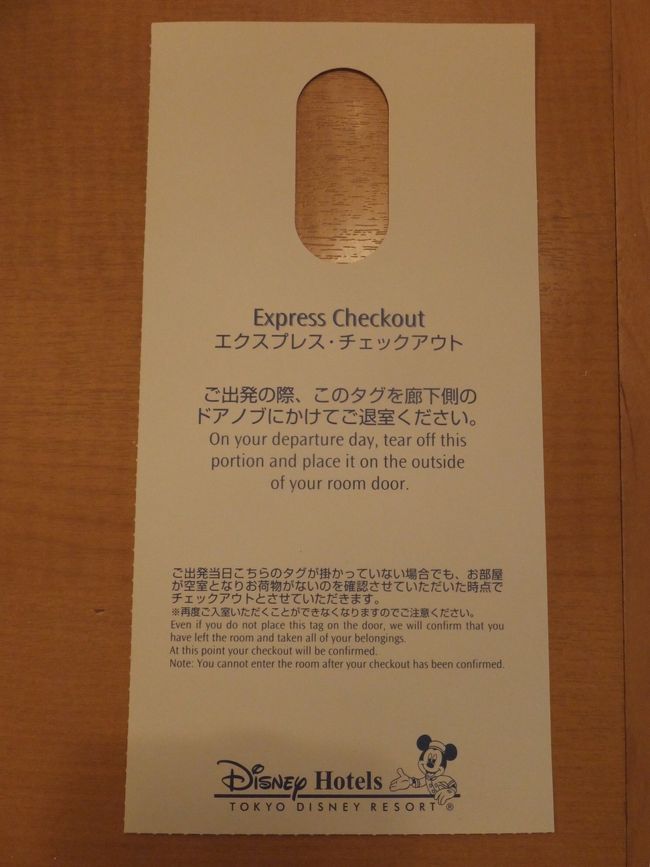 Express Checkout
エクスプレス・チェックアウト
ご出発の際、このタグを廊下側の
ドアノブにかけてご退室ください。
On your departure day, tear off this
portion and place it on the outside
of your room door.
ご出発当日こちらのタグが掛かっていない場合でも、お部屋
が空室となりお荷物がないのを確認させていただいた時点で
チェックアウトとさせていただきます。
※再度ご入室いただくことができなくなりますのでご注意ください。
Even if you do not place this tag on the door, we will confirm that you
have left the room and taken all of your belongings.
At this point your checkout will be confirmed.
Note: You cannot enter the room after your checkout has been confirmed.
Disney Hotels
TOKYO DISNEY RESORT®